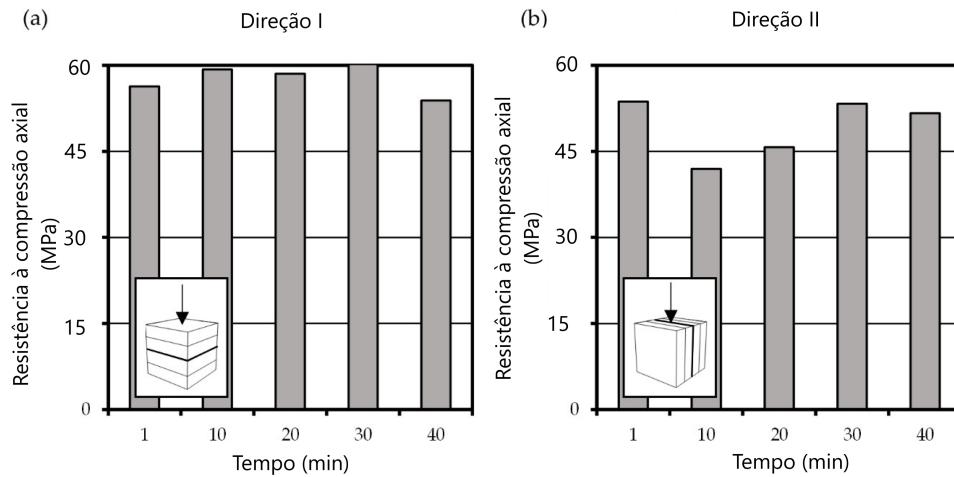 (a)
Direção I
Resistência à compressão axial
(MPa)
60
45
30
15
0
1 10 20 30 40
Tempo (min)
(b)
Direção II
Resistência à compressão axial
(MPa)
60
45
30
15
0
1 10 20 30 40
Tempo (min)